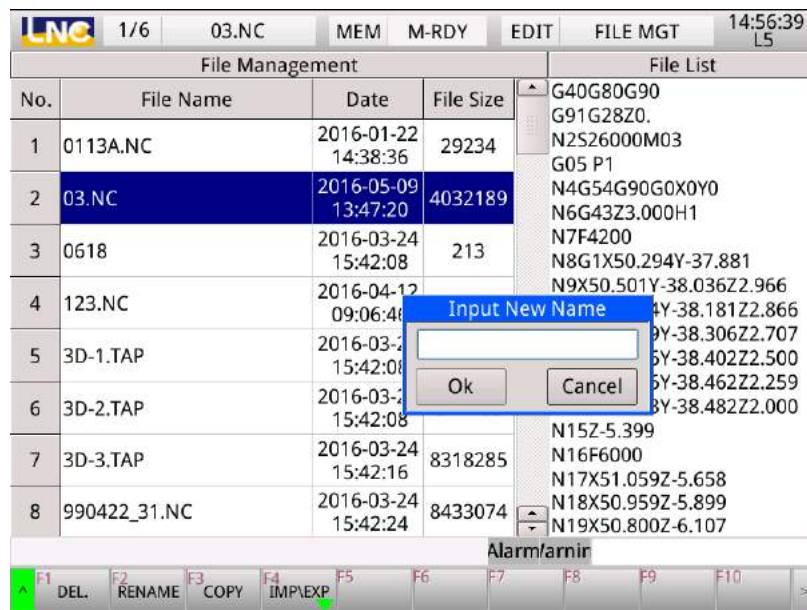 LNC 1/6 03.NC MEM M-RDY EDIT FILE MGT 14:56:39
L5
File Management File List
No. File Name Date File Size
1 0113A.NC 2016-01-22 14:38:36 29234
2 03.NC 2016-05-09 13:47:20 4032189
3 0618 2016-03-24 15:42:08 213
4 123.NC 2016-04-12
5 3D-1.TAP
6 3D-2.TAP
7 3D-3.TAP 2016-03-24 15:42:16 8318285
8 990422_31.NC 2016-03-24 15:42:24 8433074
G40G80G90
G91G28Z0.
N2S26000M03
G05 P1
N4G54G90G0X0Y0
N6G43Z3.000H1
N7F4200
N8G1X50.294Y-37.881
N9X50.501Y-38.036Z2.966
Y-38.181Z2.866
Y-38.306Z2.707
Y-38.402Z2.500
Y-38.462Z2.259
Y-38.482Z2.000
N15Z-5.399
N16F6000
N17X51.059Z-5.658
N18X50.959Z-5.899
N19X50.800Z-6.107
Input New Name
Ok Cancel
Alarm/arnir
F1 DEL. F2 RENAME F3 COPY F4 IMP\EXP F5 F6 F7 F8 F9 F10